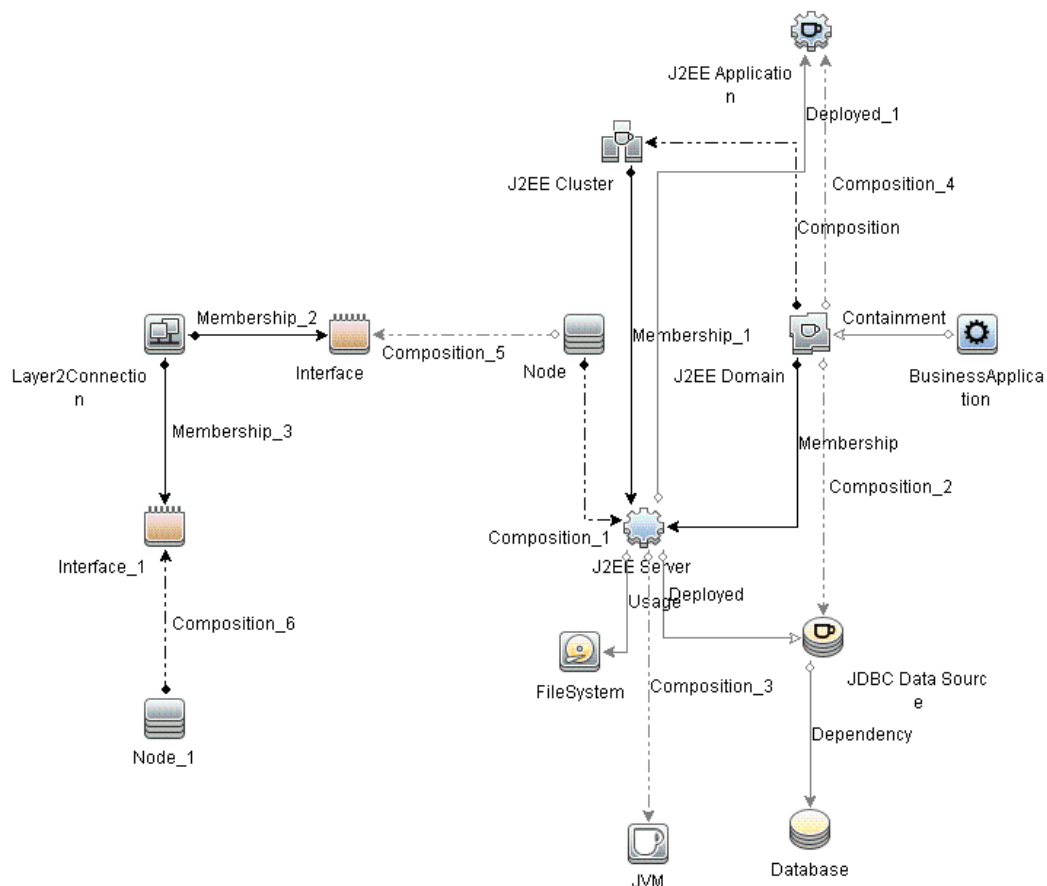 J2EE Applicatio
n
Deployed_1
J2EE Cluster
Composition_4
Composition
Membership_2
Containment
Membership_1
Composition_5
Layer2Connectio
n
Interface
Node
J2EE Domain
BusinessApplica
tion
Membership_3
Membership
Composition_2
Composition_1
Interface_1
J2EE Server
Usage
Deployed
Composition_6
FileSystem
Composition_3
JDBC Data Sourc
e
Node_1
Dependency
Database
JVM